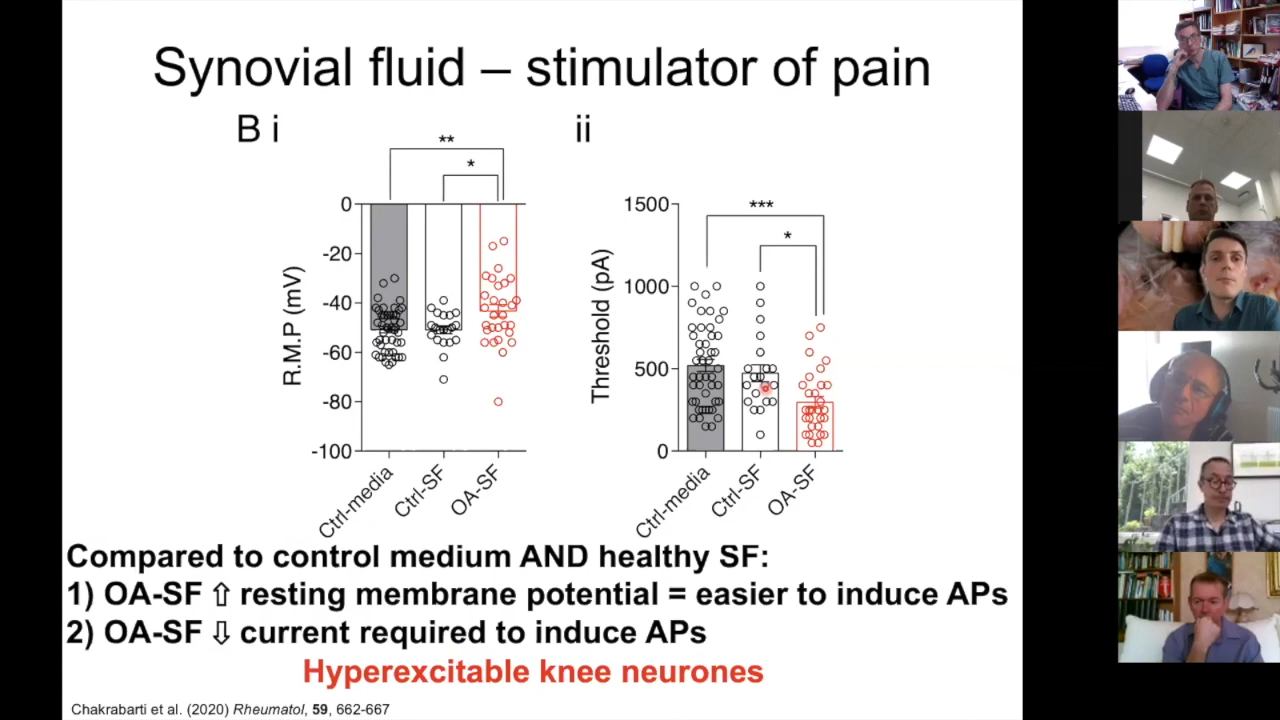 Synovial fluid – stimulator of pain
B i
ii
**
*
***
*
R.M.P (mV)
0
-20
-40
-60
-80
-100
Ctrl-media
Ctrl-SF
OA-SF
Threshold (pA)
1500
1000
500
0
Ctrl-media
Ctrl-SF
OA-SF
Compared to control medium AND healthy SF:
1) OA-SF ⇧ resting membrane potential = easier to induce APs
2) OA-SF ⇩ current required to induce APs
Hyperexcitable knee neurones
Chakrabarti et al. (2020) Rheumatol, 59, 662-667